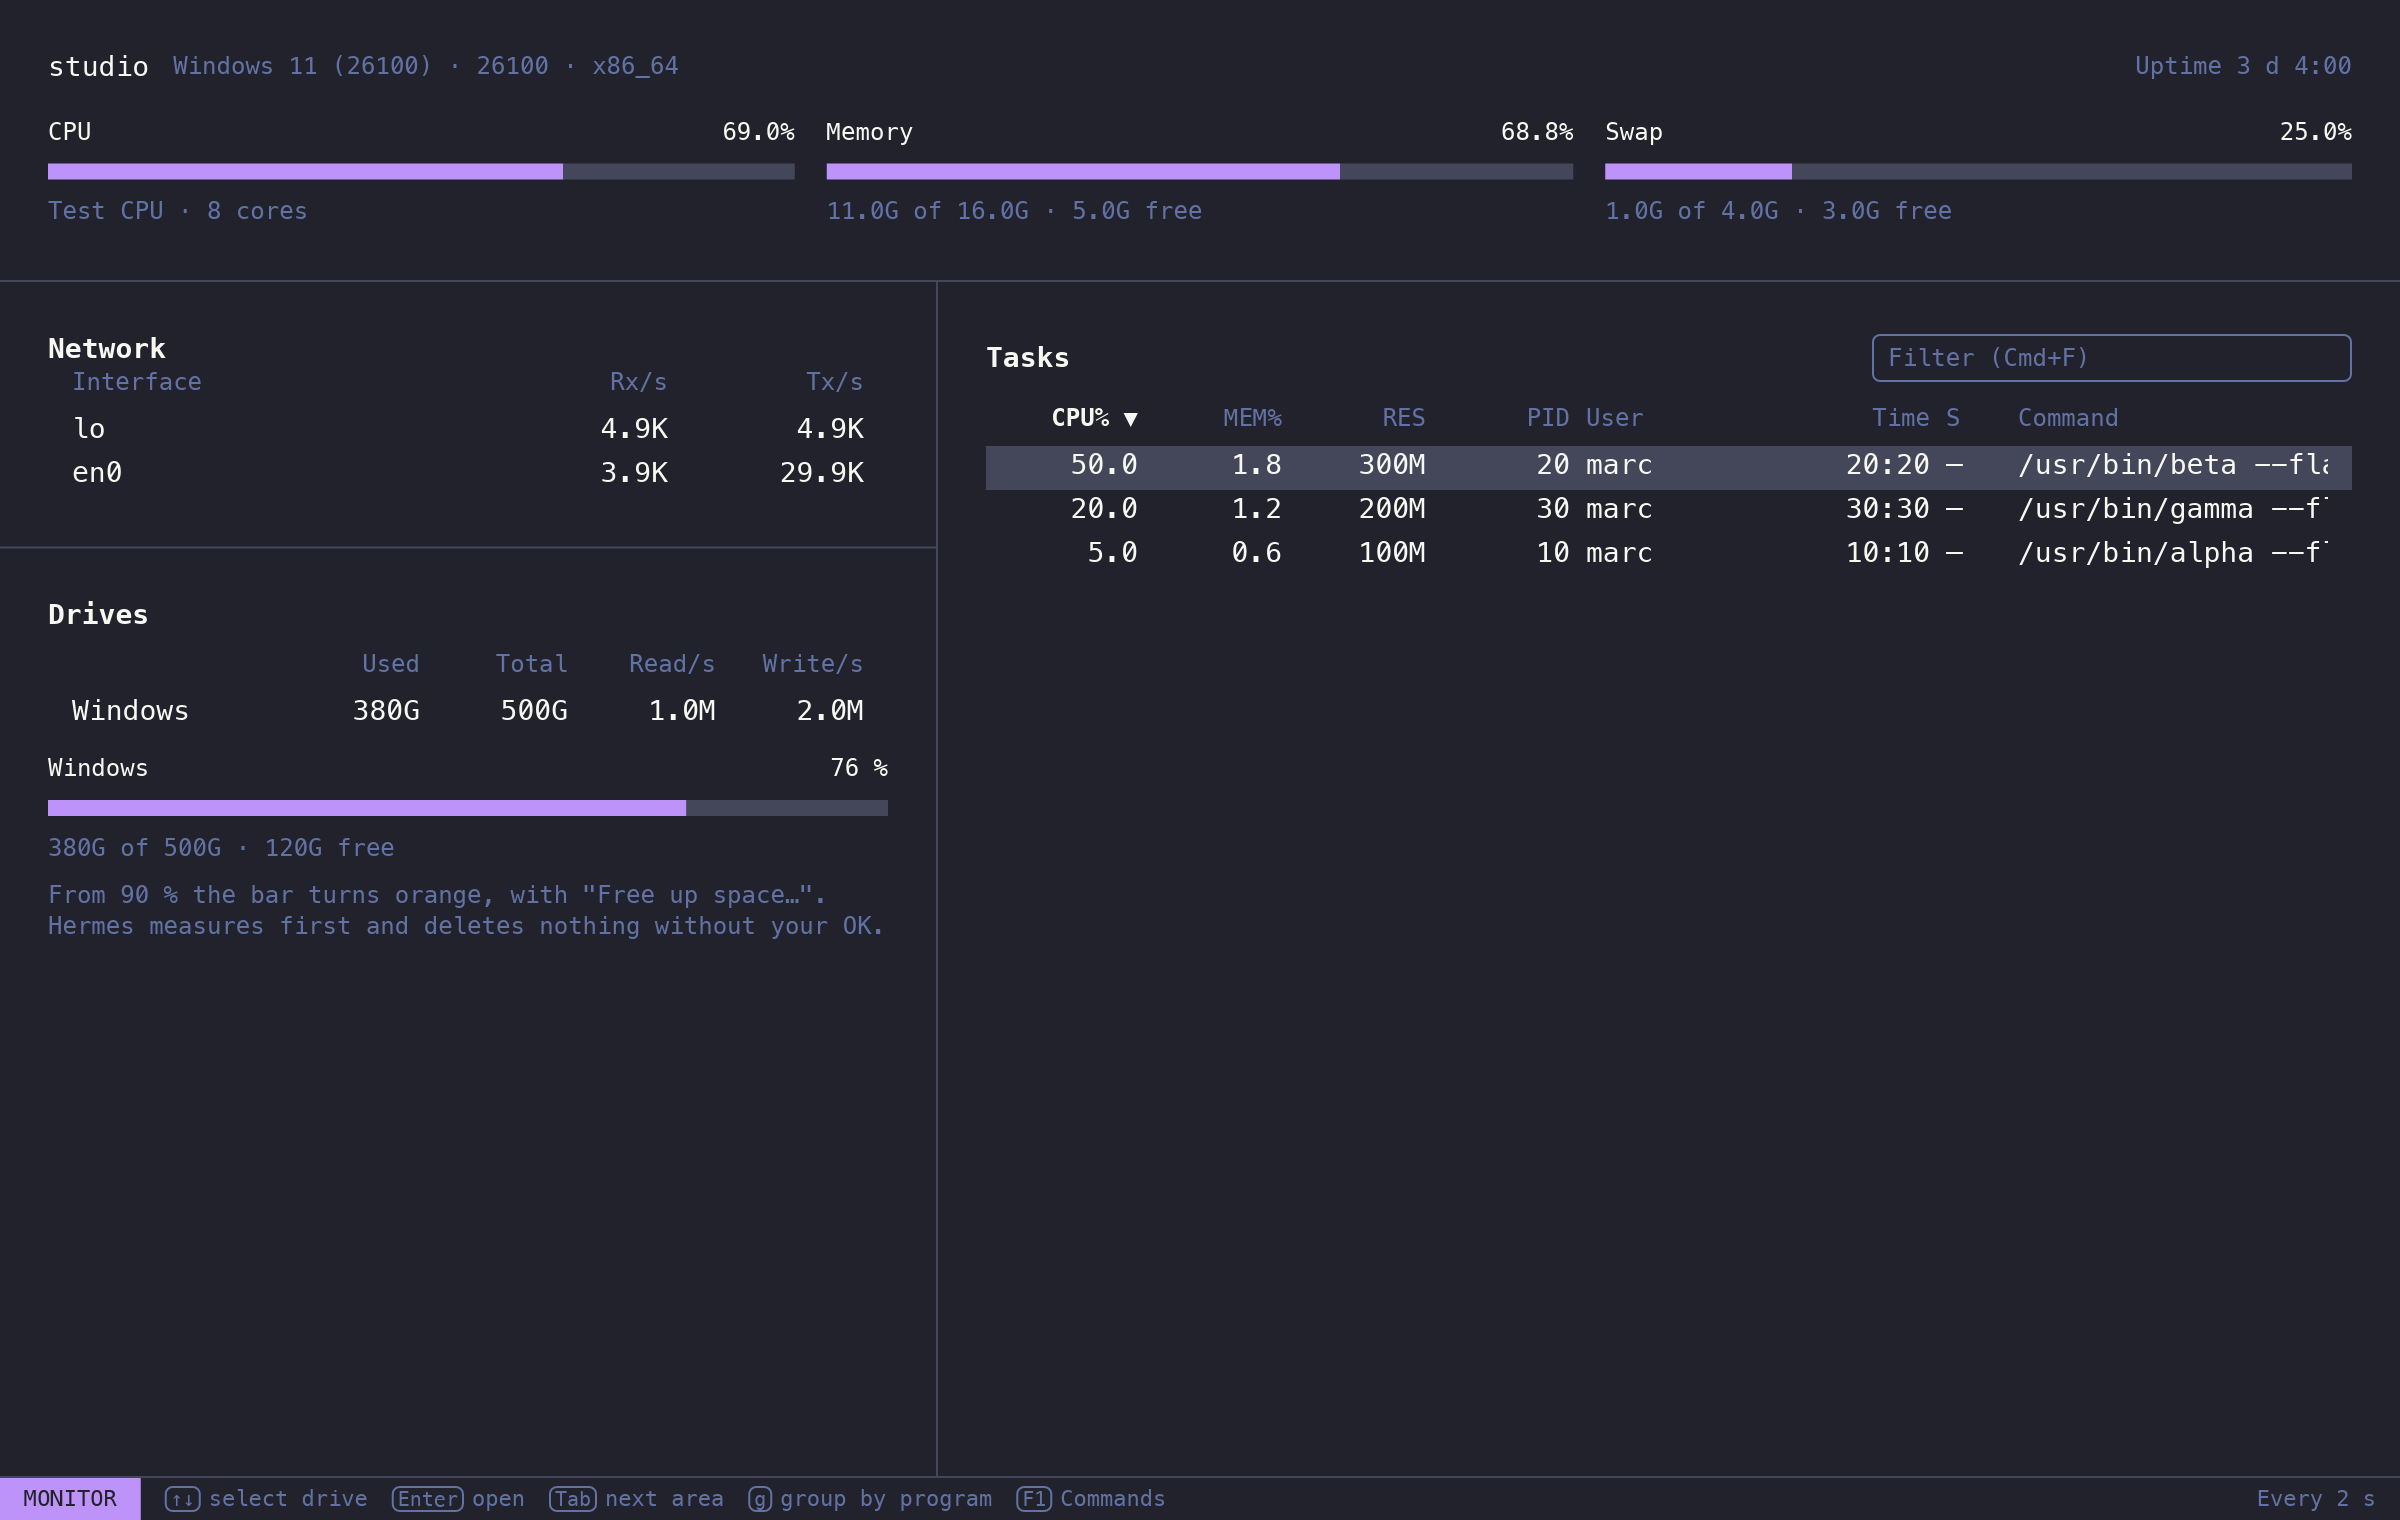 studio Windows 11 (26100) · 26100 · x86_64 Uptime 3 d 4:00
CPU 69.0% Memory 68.8% Swap 25.0%
Test CPU · 8 cores 11.0G of 16.0G · 5.0G free 1.0G of 4.0G · 3.0G free
Network
Interface Rx/s Tx/s
lo 4.9K 4.9K
en0 3.9K 29.9K
Drives
Used Total Read/s Write/s
Windows 380G 500G 1.0M 2.0M
Windows 76 %
380G of 500G · 120G free
From 90 % the bar turns orange, with "Free up space…".
Hermes measures first and deletes nothing without your OK.
Tasks Filter (Cmd+F)
CPU% ▼ MEM% RES PID User Time S Command
50.0 1.8 300M 20 marc 20:20 — /usr/bin/beta --fla
20.0 1.2 200M 30 marc 30:30 — /usr/bin/gamma --fl
5.0 0.6 100M 10 marc 10:10 — /usr/bin/alpha --fl
MONITOR ↑↓ select drive Enter open Tab next area g group by program F1 Commands Every 2 s